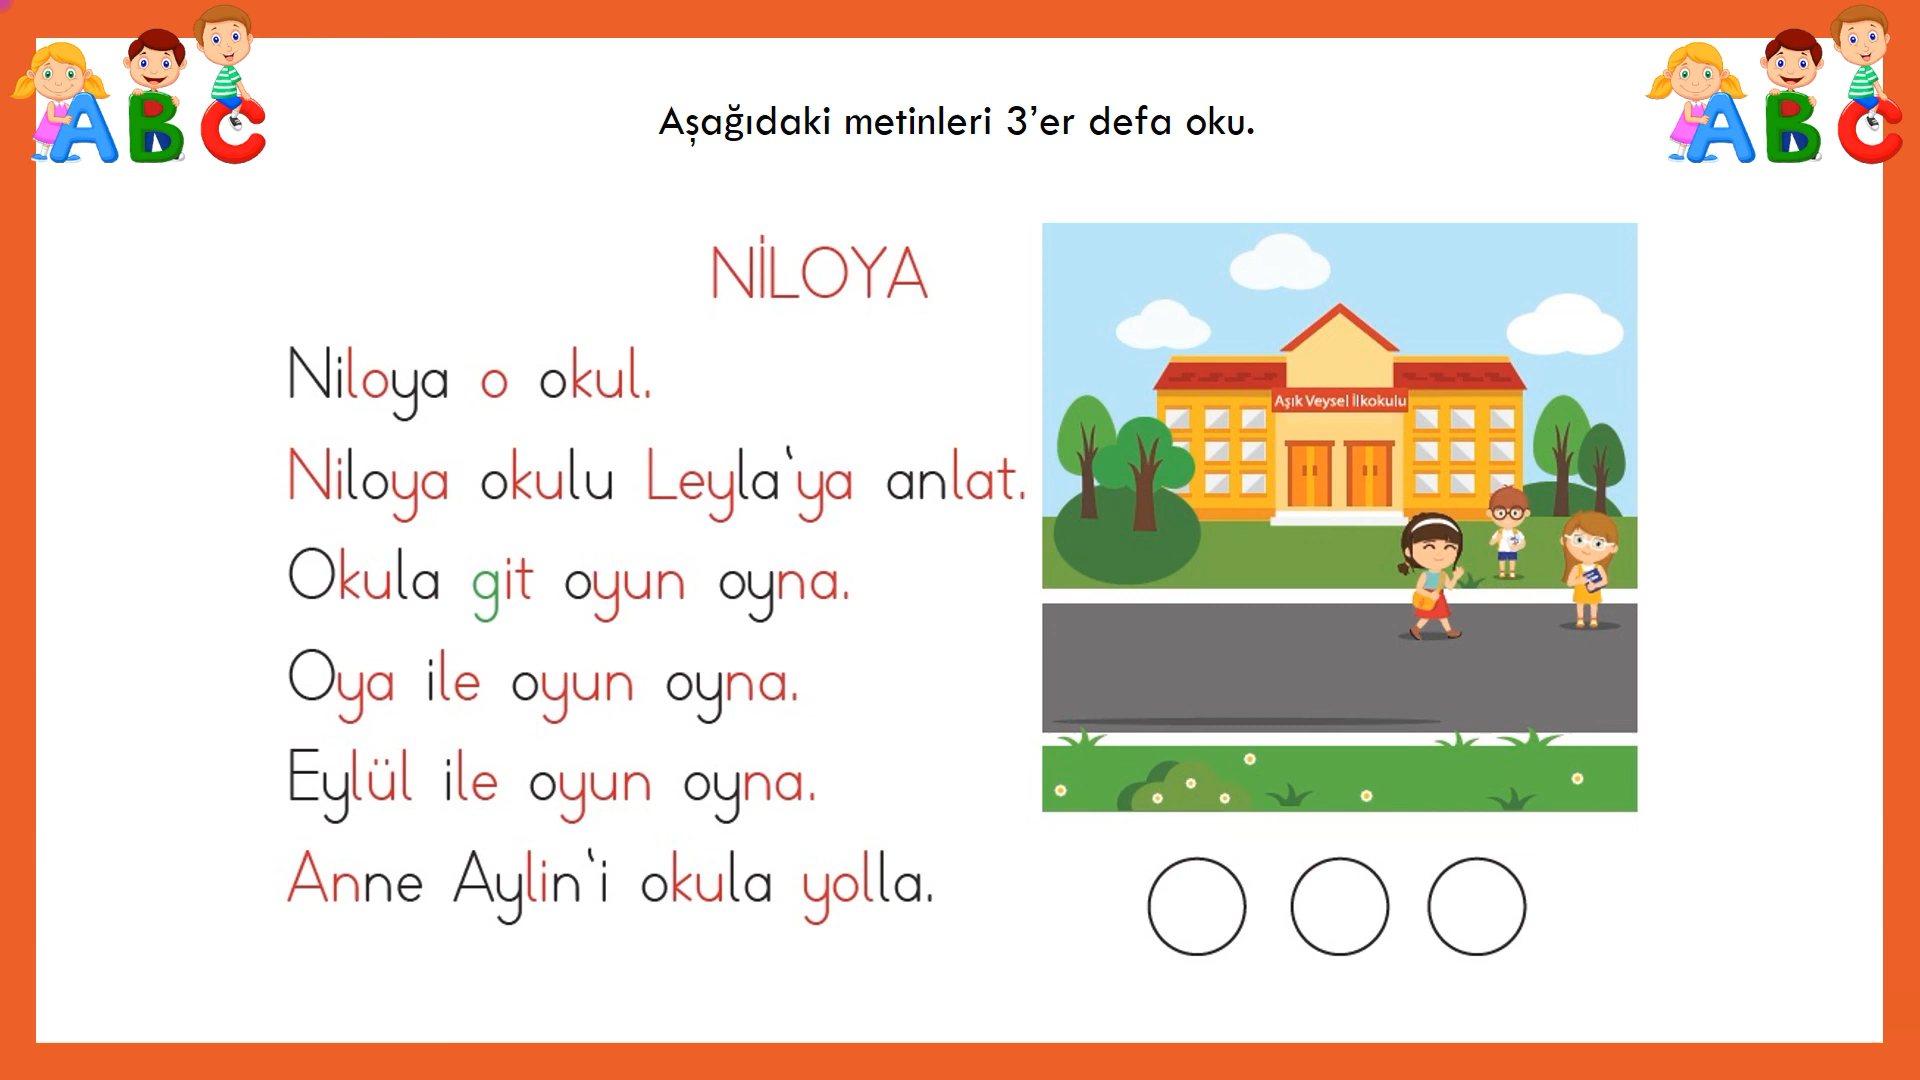 A B C
A B C
Aşağıdaki metinleri 3’er defa oku.
NİLOYA
Niloya o okul.
Niloya okulu Leyla‘ya anlat.
Okula git oyun oyna.
Oya ile oyun oyna.
Eylül ile oyun oyna.
Anne Aylin‘i okula yolla.
Aşık Veysel İlkokulu